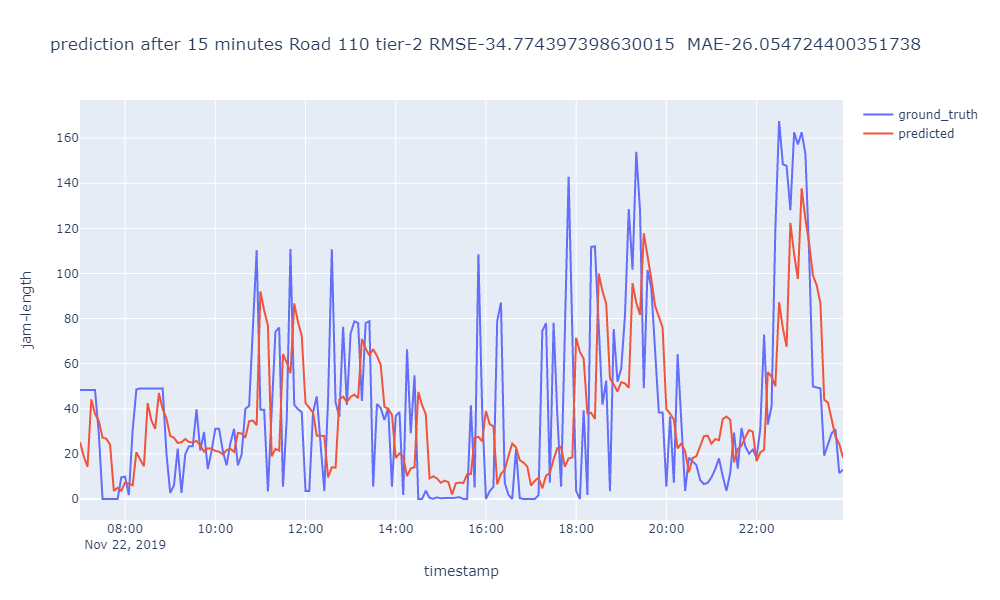 prediction after 15 minutes Road 110 tier-2 RMSE-34.774397398630015  MAE-26.054724400351738
ground_truth
predicted
160
140
120
100
80
60
40
20
0
jam-length
08:00 10:00 12:00 14:00 16:00 18:00 20:00 22:00
Nov 22, 2019
timestamp